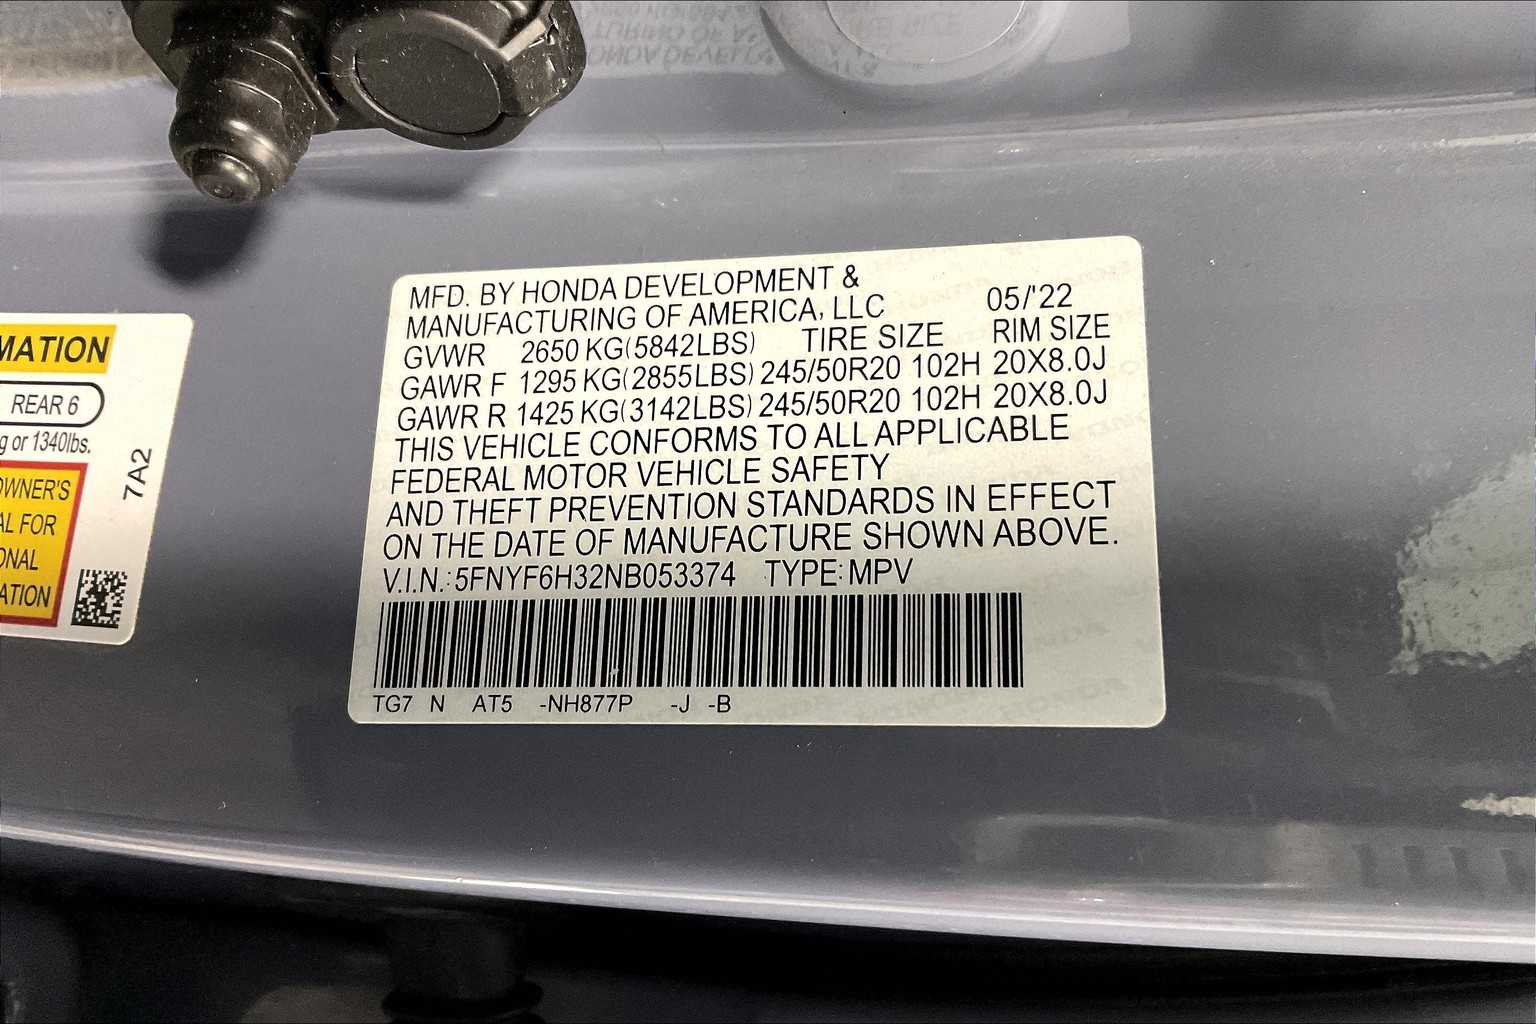 MFD. BY HONDA DEVELOPMENT &
MANUFACTURING OF AMERICA, LLC 05/'22
GVWR 2650 KG(5842LBS) TIRE SIZE RIM SIZE
GAWR F 1295 KG(2855LBS) 245/50R20 102H 20X8.0J
GAWR R 1425 KG(3142LBS) 245/50R20 102H 20X8.0J
THIS VEHICLE CONFORMS TO ALL APPLICABLE
FEDERAL MOTOR VEHICLE SAFETY
AND THEFT PREVENTION STANDARDS IN EFFECT
ON THE DATE OF MANUFACTURE SHOWN ABOVE.
V.I.N.:5FNYF6H32NB053374 TYPE:MPV
TG7 N AT5 -NH877P -J -B
MATION
REAR 6
g or 1340lbs.
OWNER'S
AL FOR
ONAL
ATION
7A2